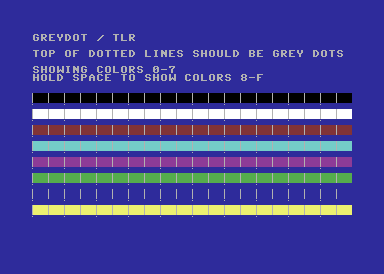 GREYDOT / TLR
TOP OF DOTTED LINES SHOULD BE GREY DOTS
SHOWING COLORS 0-7
HOLD SPACE TO SHOW COLORS 8-F